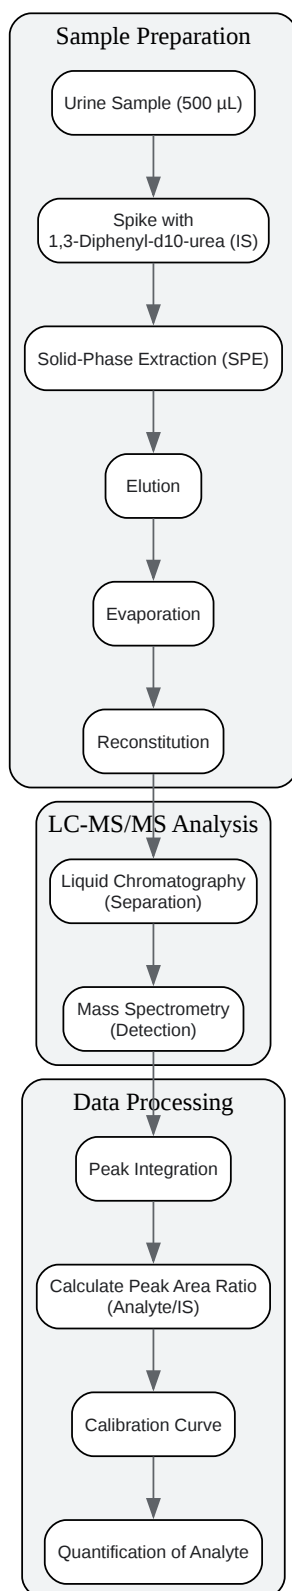 Sample Preparation
Urine Sample (500 µL)
Spike with
1,3-Diphenyl-d10-urea (IS)
Solid-Phase Extraction (SPE)
Elution
Evaporation
Reconstitution
LC-MS/MS Analysis
Liquid Chromatography
(Separation)
Mass Spectrometry
(Detection)
Data Processing
Peak Integration
Calculate Peak Area Ratio
(Analyte/IS)
Calibration Curve
Quantification of Analyte